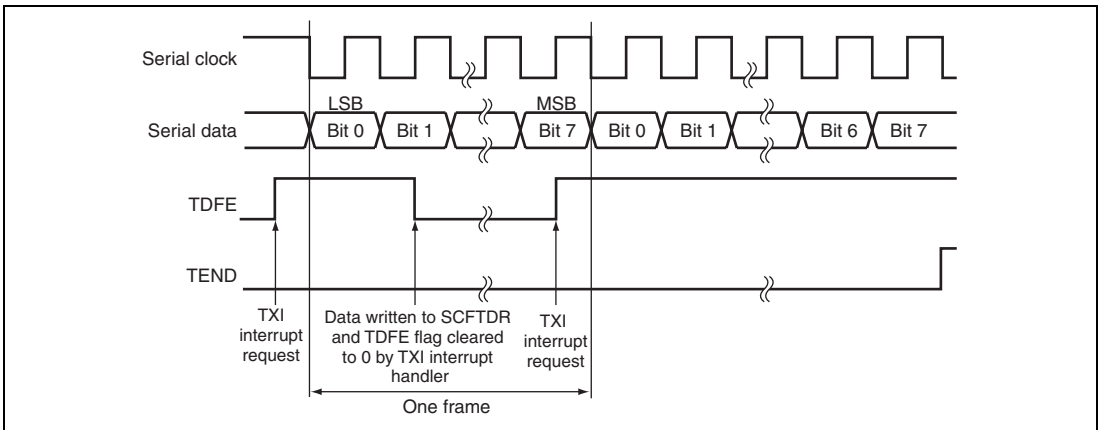 Serial clock
LSB MSB
Serial data Bit 0 Bit 1 Bit 7 Bit 0 Bit 1 Bit 6 Bit 7
TDFE
TEND
TXI
interrupt
request
Data written to SCFTDR
and TDFE flag cleared
to 0 by TXI interrupt
handler
TXI
interrupt
request
One frame